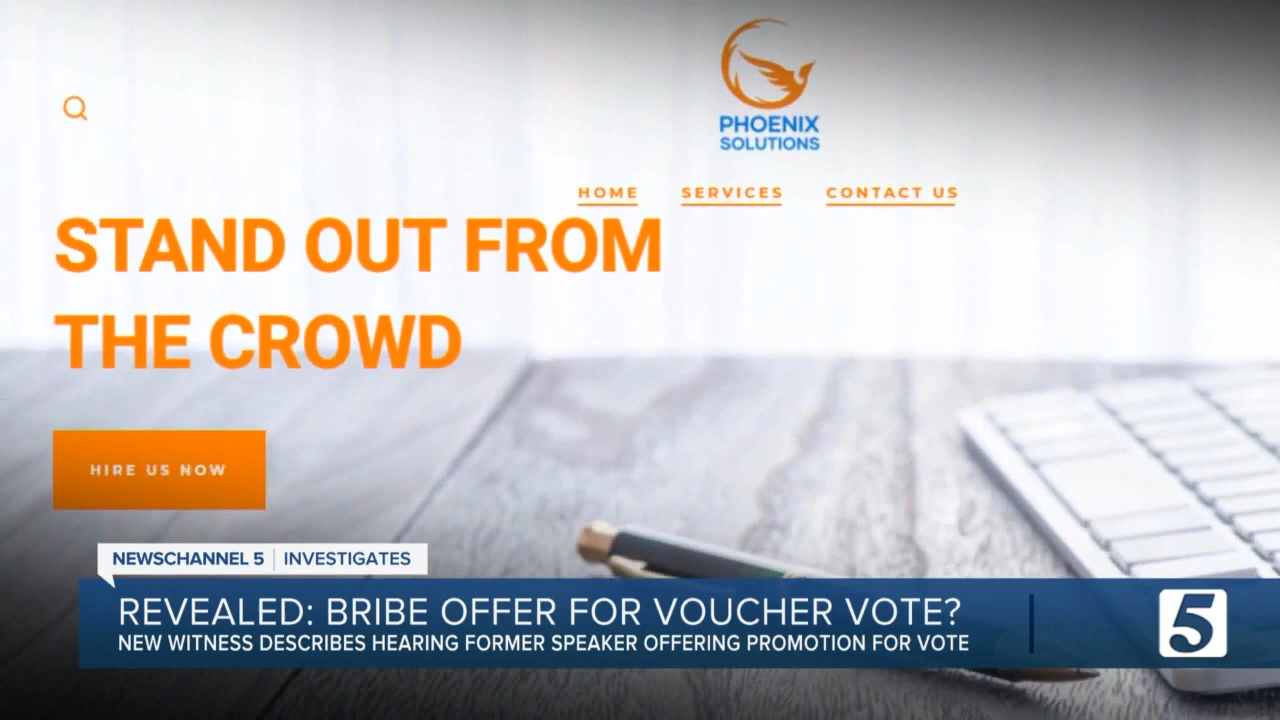 PHOENIX
SOLUTIONS
HOME SERVICES CONTACT US
STAND OUT FROM
THE CROWD
HIRE US NOW
NEWSCHANNEL 5 | INVESTIGATES
REVEALED: BRIBE OFFER FOR VOUCHER VOTE?
NEW WITNESS DESCRIBES HEARING FORMER SPEAKER OFFERING PROMOTION FOR VOTE
5